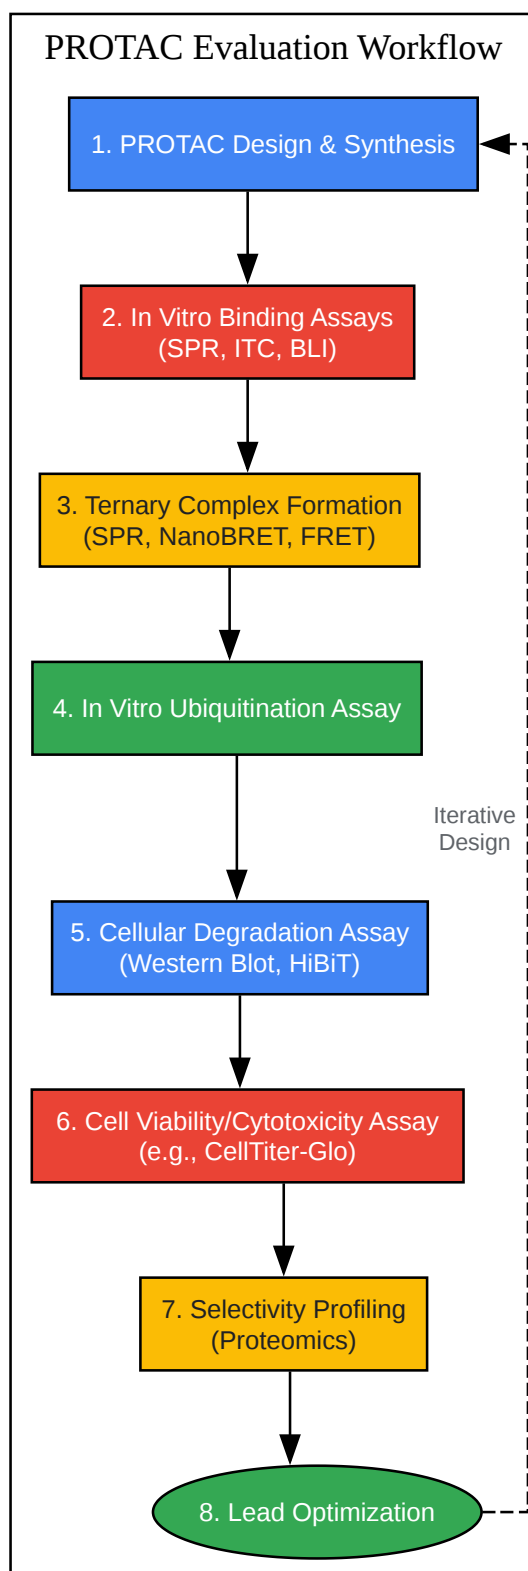 PROTAC Evaluation Workflow
1. PROTAC Design & Synthesis
2. In Vitro Binding Assays
(SPR, ITC, BLI)
3. Ternary Complex Formation
(SPR, NanoBRET, FRET)
4. In Vitro Ubiquitination Assay
Iterative
Design
5. Cellular Degradation Assay
(Western Blot, HiBiT)
6. Cell Viability/Cytotoxicity Assay
(e.g., CellTiter-Glo)
7. Selectivity Profiling
(Proteomics)
8. Lead Optimization